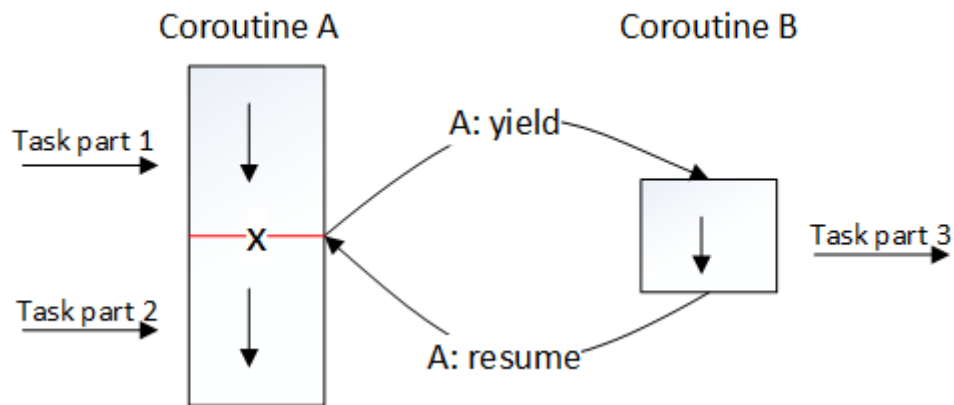 Coroutine A
Coroutine B
Task part 1
A: yield
x
Task part 3
Task part 2
A: resume